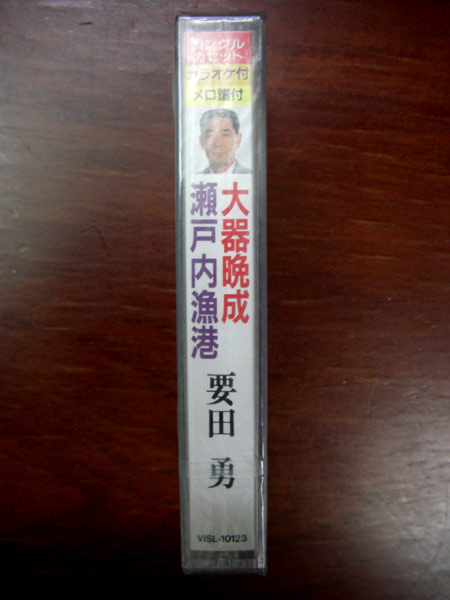 シングル
カセット
カラオケ付
メロ譜付
大器晩成
瀬戸内漁港
要田 勇
VISL-10123